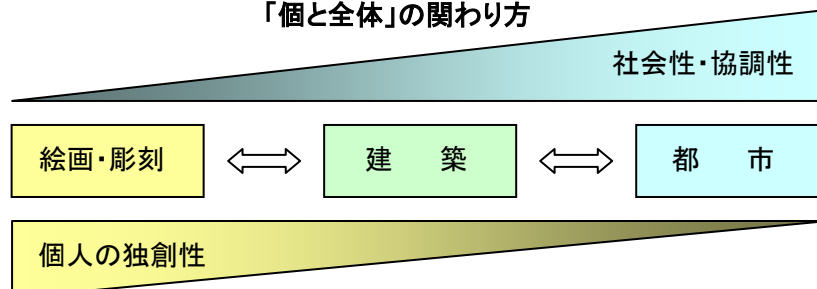 「個と全体」の関わり方
社会性・協調性
絵画・彫刻
建　築
都　市
個人の独創性